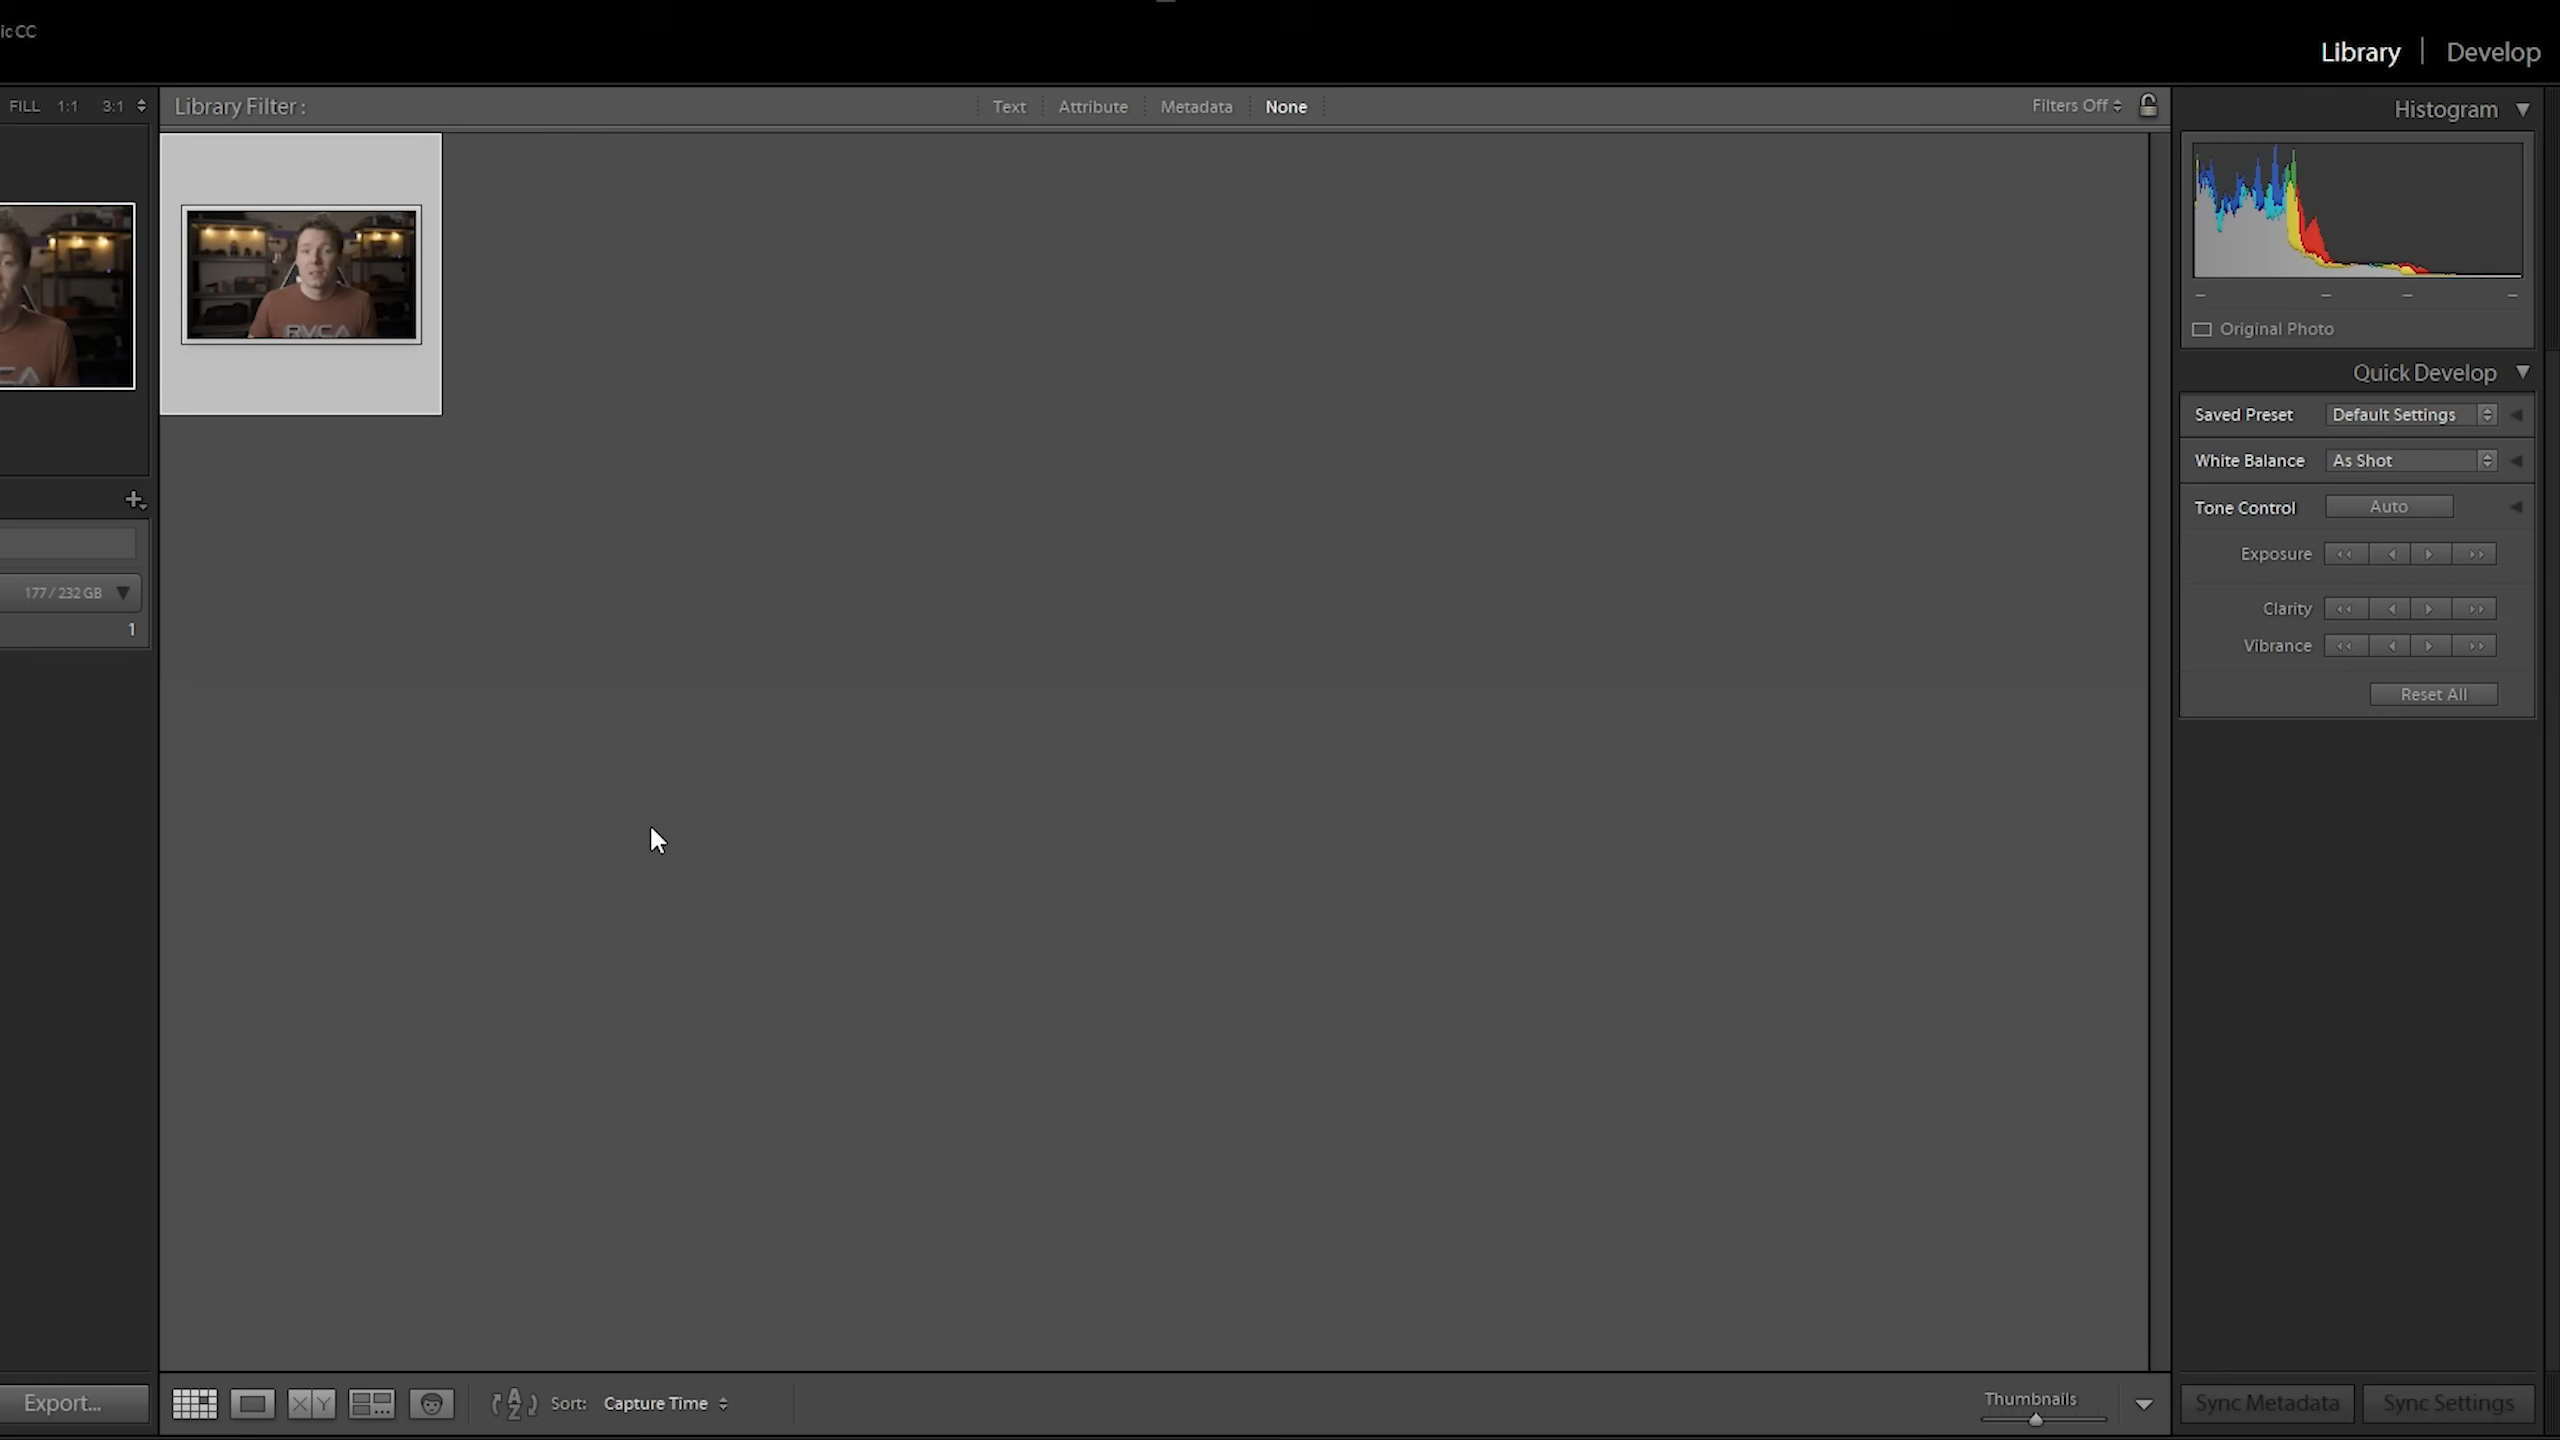 ic CC
Library | Develop
FILL 1:1 3:1
Library Filter :
Text Attribute Metadata None
Filters Off
Histogram
RVCA
CA
Original Photo
Quick Develop
Saved Preset Default Settings
White Balance As Shot
Tone Control Auto
Exposure
Clarity
Vibrance
Reset All
177 / 232 GB
1
Export...
XY
Sort: Capture Time
Thumbnails
Sync Metadata Sync Settings